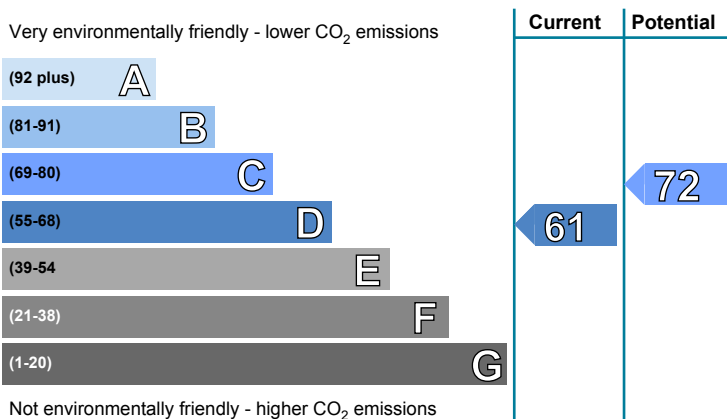 Very environmentally friendly - lower CO2 emissions
Current Potential
(92 plus) A
(81-91) B
(69-80) C
72
(55-68) D
61
(39-54 E
(21-38) F
(1-20) G
Not environmentally friendly - higher CO2 emissions